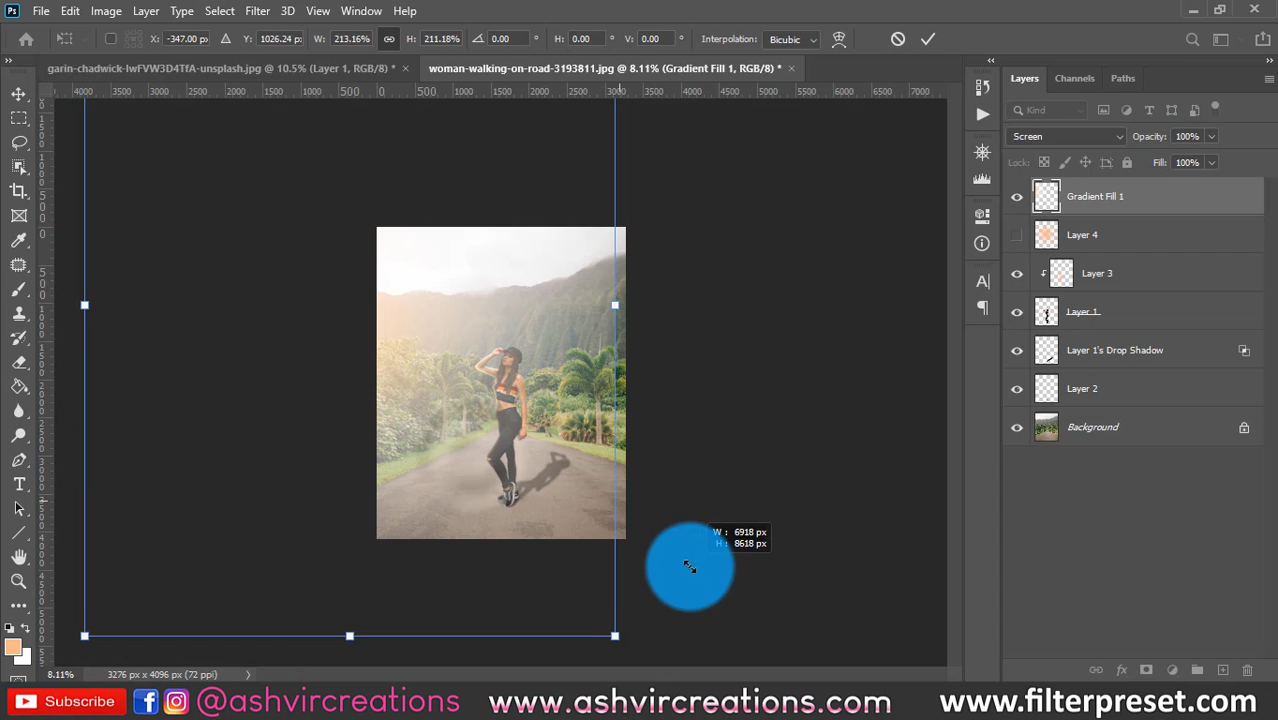 Ps File Edit Image Layer Type Select Filter 3D View Window Help
X: -347.00 px Y: 1026.24 px W: 213.16% H: 211.18% 0.00 ° H: 0.00 ° V: 0.00 ° Interpolation: Bicubic
garin-chadwick-lwFVW3D4TfA-unsplash.jpg @ 10.5% (Layer 1, RGB/8) * × woman-walking-on-road-3193811.jpg @ 8.11% (Gradient Fill 1, RGB/8) * ×
4000 3500 3000 2500 2000 1500 1000 500 0 500 1000 1500 2000 2500 3000 3500 4000 4500 5000 5500 6000 6500 7000
Layers Channels Paths
Kind
Screen Opacity: 100%
Lock: Fill: 100%
Gradient Fill 1
Layer 4
Layer 3
Layer 1
Layer 1's Drop Shadow
Layer 2
Background
W : 6918 px
H : 8618 px
8.11% 3276 px x 4096 px (72 ppi)
Subscribe @ashvircreations www.ashvircreations.com www.filterpreset.com